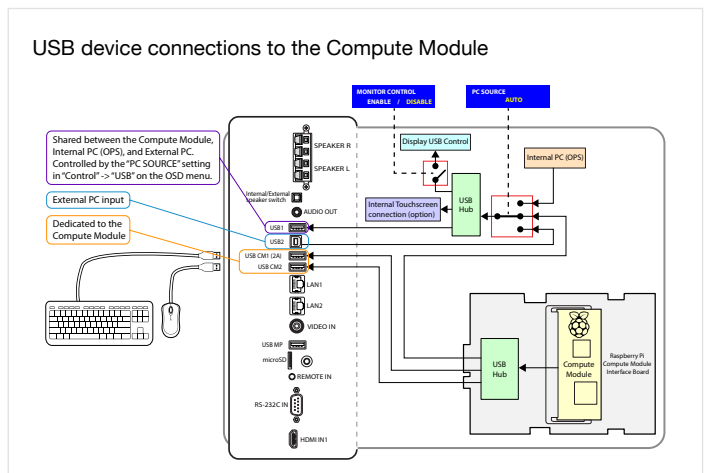 USB device connections to the Compute Module
MONITOR CONTROL
ENABLE / DISABLE
PC SOURCE
AUTO
Shared between the Compute Module,
Internal PC (OPS), and External PC.
Controlled by the “PC SOURCE” setting
in “Control” -> “USB” on the OSD menu.
External PC input
Dedicated to the
Compute Module
SPEAKER R
SPEAKER L
Internal/External
speaker switch
AUDIO OUT
USB1
USB2
USB CM1 (2A)
USB CM2
LAN1
LAN2
VIDEO IN
USB MP
microSD
REMOTE IN
RS-232C IN
HDMI IN1
Display USB Control
Internal PC (OPS)
Internal Touchscreen
connection (option)
USB
Hub
USB
Hub
Compute
Module
Raspberry Pi
Compute Module
Interface Board